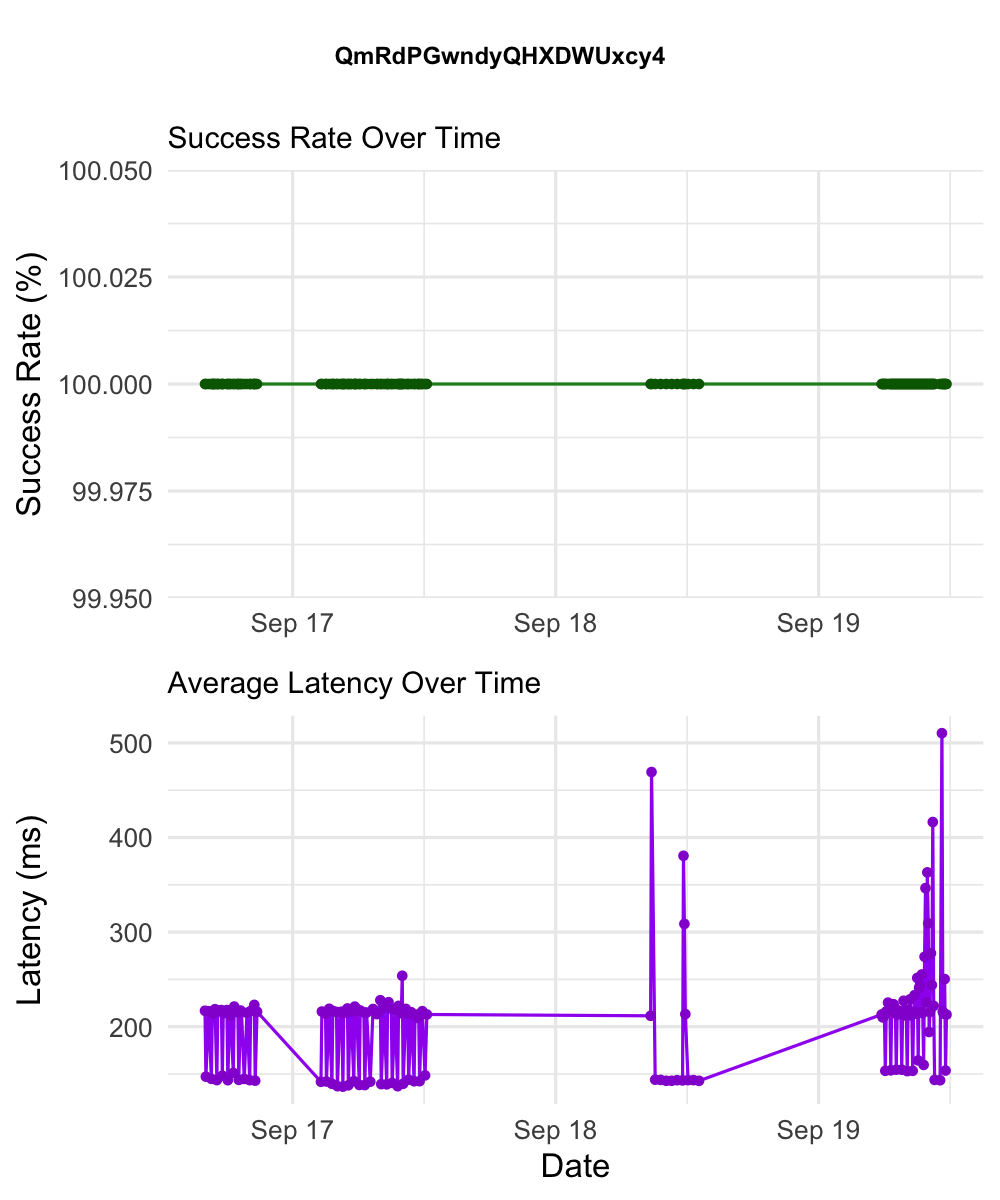 QmRdPGwndyQHXDWUxcy4
Success Rate Over Time
Success Rate (%)
100.050
100.025
100.000
99.975
99.950
Sep 17 Sep 18 Sep 19
Average Latency Over Time
Latency (ms)
500
400
300
200
Sep 17 Sep 18 Sep 19
Date